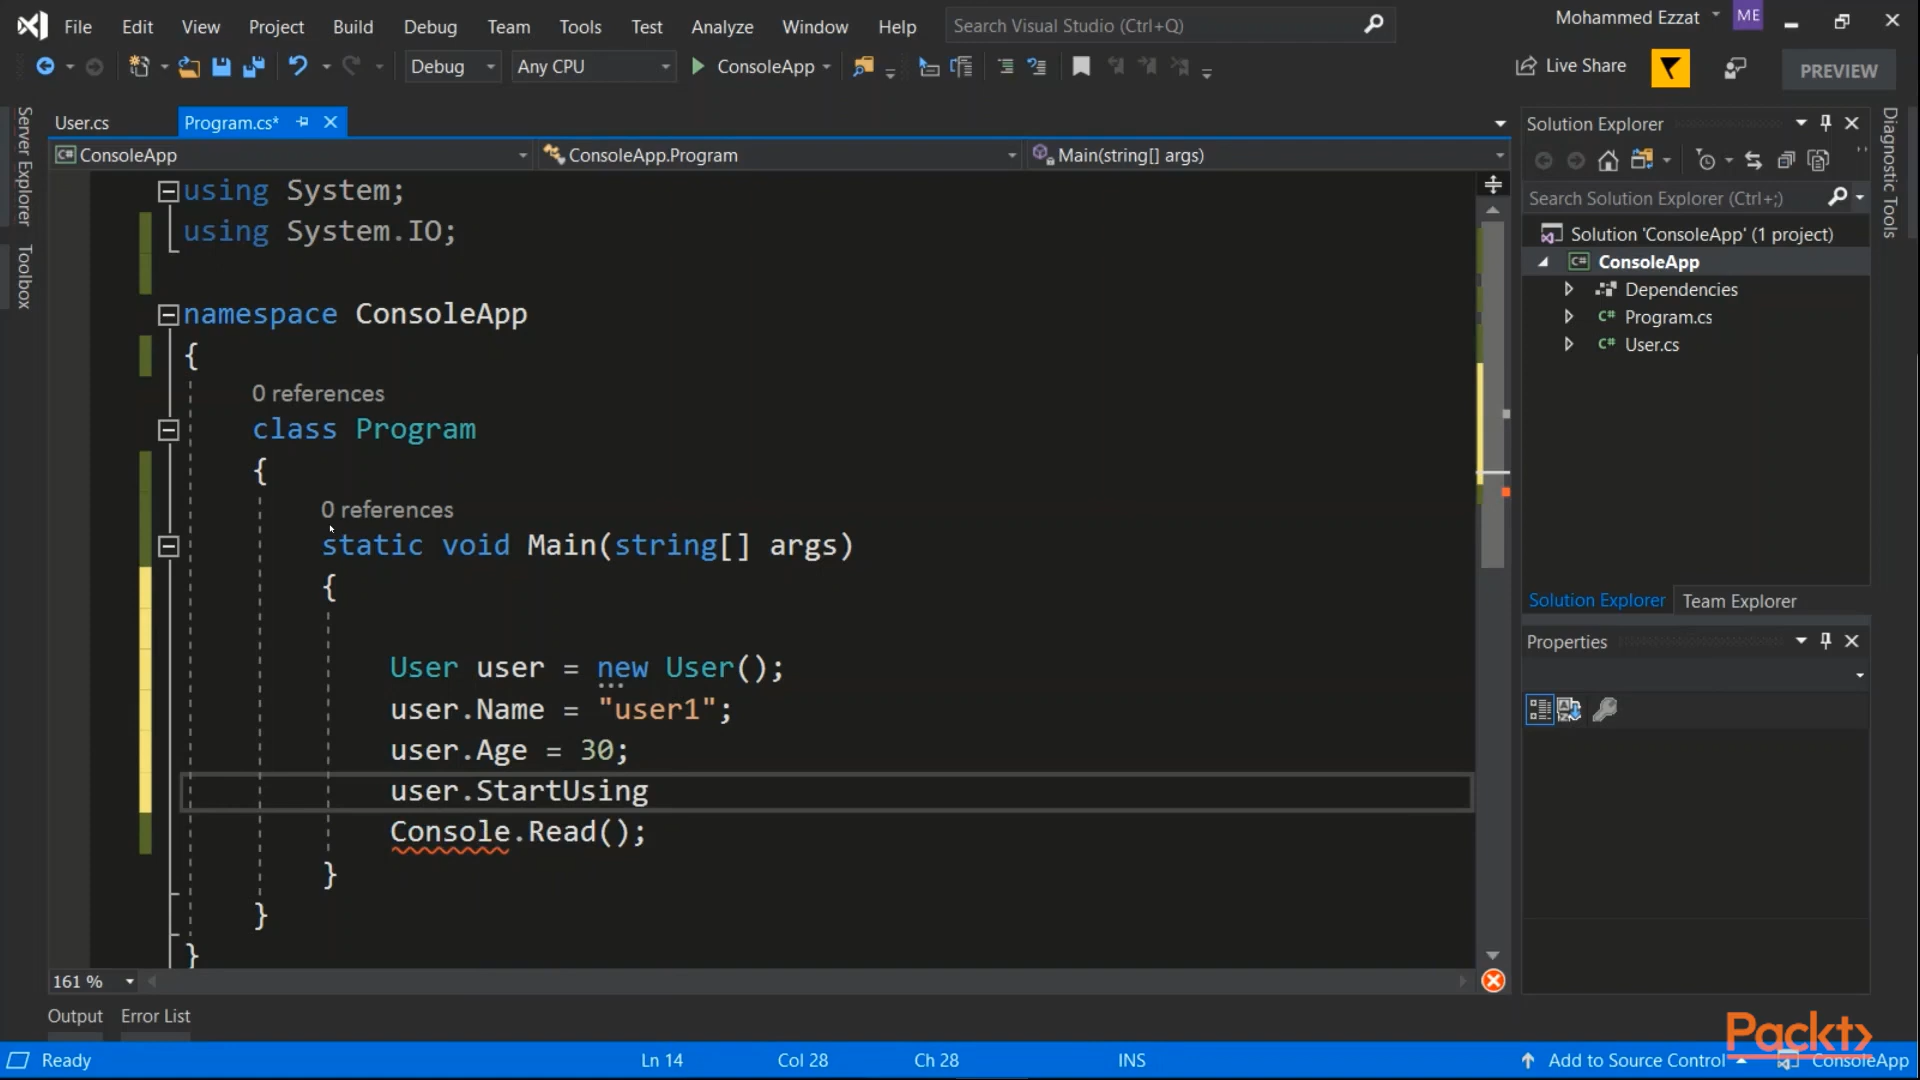 File Edit View Project Build Debug Team Tools Test Analyze Window Help Search Visual Studio (Ctrl+Q) Mohammed Ezzat ME
Debug Any CPU ConsoleApp Live Share PREVIEW
Server Explorer
Toolbox
User.cs Program.cs*
ConsoleApp ConsoleApp.Program Main(string[] args)
using System;
using System.IO;
namespace ConsoleApp
{
0 references
class Program
{
0 references
static void Main(string[] args)
{
User user = new User();
user.Name = "user1";
user.Age = 30;
user.StartUsing
Console.Read();
}
}
}
161 %
Solution Explorer
Search Solution Explorer (Ctrl+;)
Solution 'ConsoleApp' (1 project)
C# ConsoleApp
Dependencies
C# Program.cs
C# User.cs
Solution Explorer Team Explorer
Properties
Diagnostic Tools
Output Error List
Packt>
Ready Ln 14 Col 28 Ch 28 INS Add to Source Control ConsoleApp